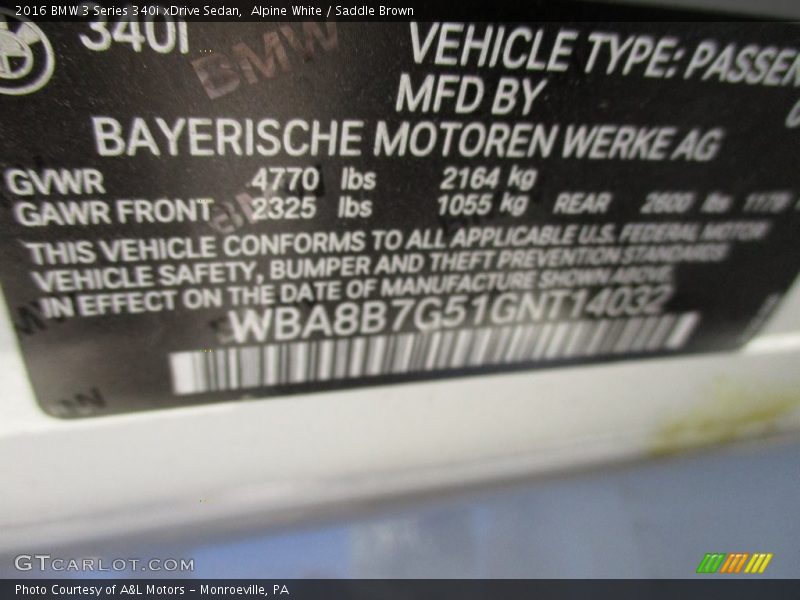 2016 BMW 3 Series 340i xDrive Sedan, Alpine White / Saddle Brown
340i
BMW
VEHICLE TYPE: PASSEN
MFD BY
BAYERISCHE MOTOREN WERKE AG
GVWR 4770 lbs 2164 kg
GAWR FRONT 2325 lbs 1055 kg REAR 2600 lbs 1179
THIS VEHICLE CONFORMS TO ALL APPLICABLE U.S. FEDERAL MOTOR
VEHICLE SAFETY, BUMPER AND THEFT PREVENTION STANDARDS
IN EFFECT ON THE DATE OF MANUFACTURE SHOWN ABOVE.
WBA8B7G51GNT14032
GTCARLOT.COM
Photo Courtesy of A&L Motors – Monroeville, PA